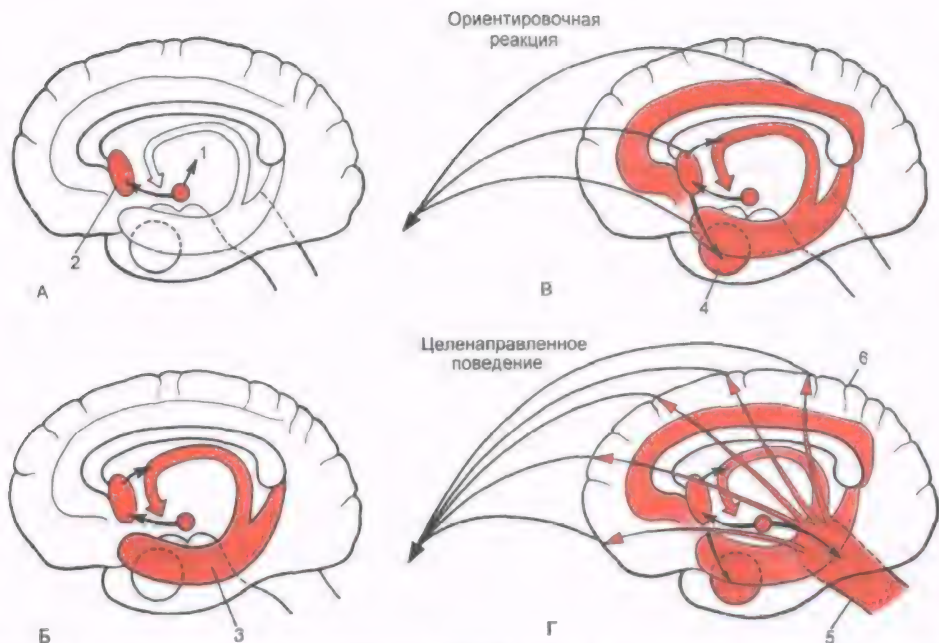 Ориентировочная
реакция
1
2
А
4
В
Целенаправленное
поведение
6
3
Б
5
Г